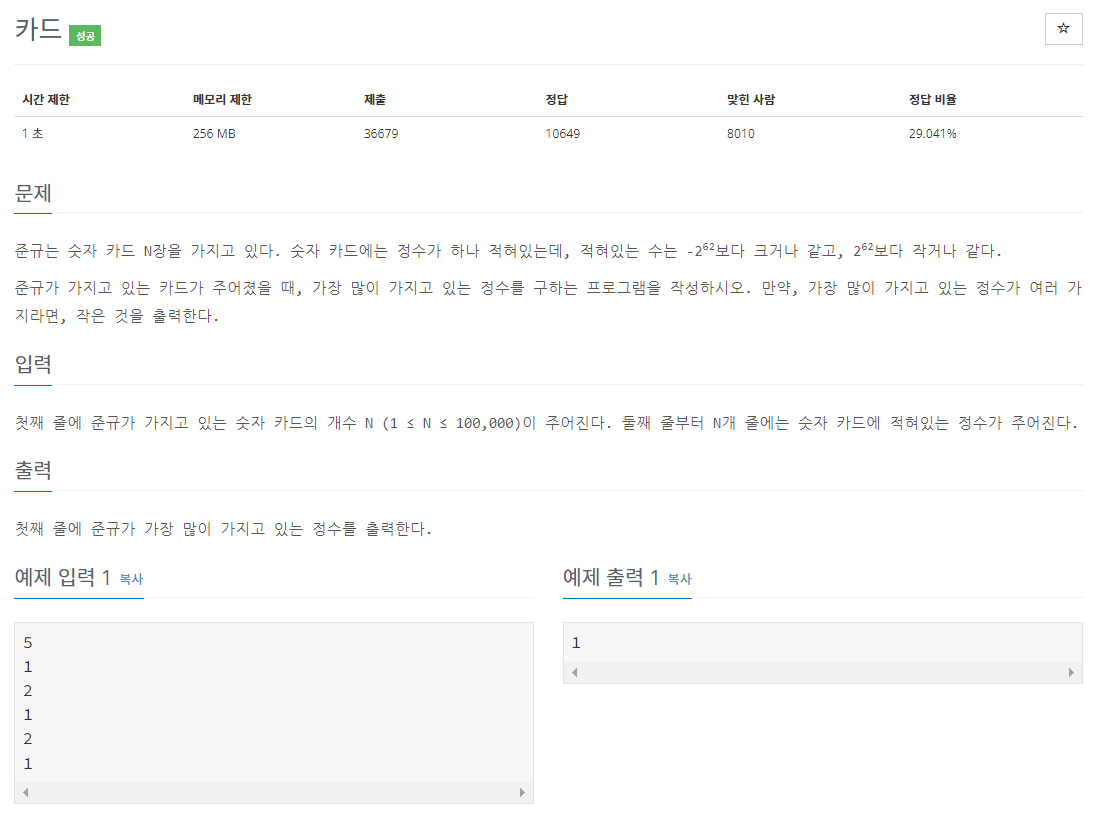 카드 성공
☆
시간 제한 메모리 제한 제출 정답 맞힌 사람 정답 비율
1 초 256 MB 36679 10649 8010 29.041%
문제
준규는 숫자 카드 N장을 가지고 있다. 숫자 카드에는 정수가 하나 적혀있는데, 적혀있는 수는 -2⁶²보다 크거나 같고, 2⁶²보다 작거나 같다.
준규가 가지고 있는 카드가 주어졌을 때, 가장 많이 가지고 있는 정수를 구하는 프로그램을 작성하시오. 만약, 가장 많이 가지고 있는 정수가 여러 가
지라면, 작은 것을 출력한다.
입력
첫째 줄에 준규가 가지고 있는 숫자 카드의 개수 N (1 ≤ N ≤ 100,000)이 주어진다. 둘째 줄부터 N개 줄에는 숫자 카드에 적혀있는 정수가 주어진다.
출력
첫째 줄에 준규가 가장 많이 가지고 있는 정수를 출력한다.
예제 입력 1 복사
5
1
2
1
2
1
예제 출력 1 복사
1